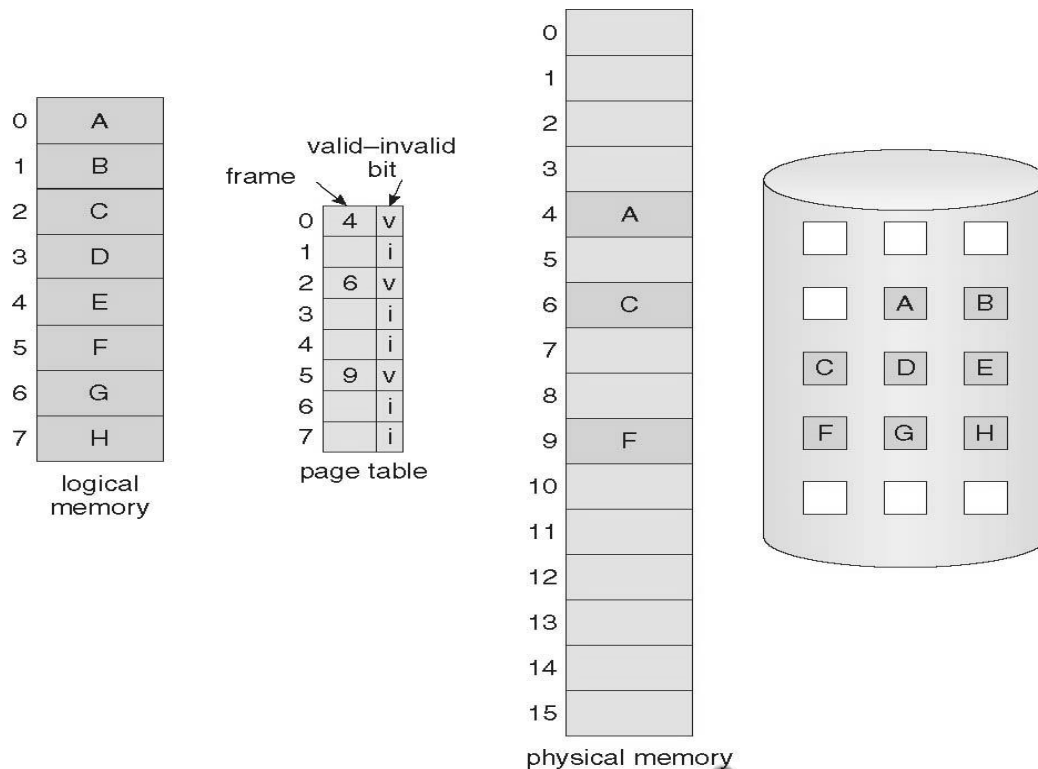 0 A
1 B
2 C
3 D
4 E
5 F
6 G
7 H
logical
memory
valid–invalid
bit
frame
0 4 v
1 i
2 6 v
3 i
4 i
5 9 v
6 i
7 i
page table
0
1
2
3
4 A
5
6 C
7
8
9 F
10
11
12
13
14
15
physical memory
A B
C D E
F G H